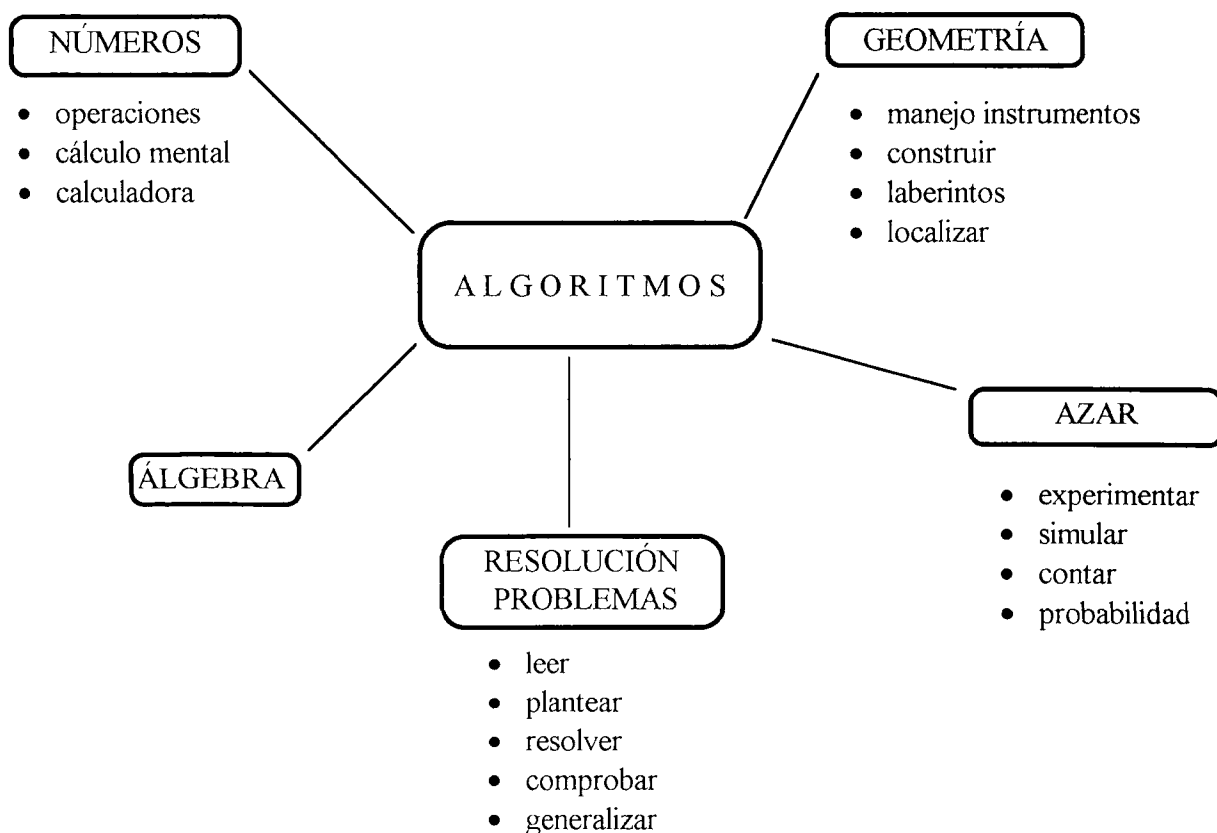 NÚMEROS
• operaciones
• cálculo mental
• calculadora
GEOMETRÍA
• manejo instrumentos
• construir
• laberintos
• localizar
ALGORITMOS
ÁLGEBRA
RESOLUCIÓN
PROBLEMAS
• leer
• plantear
• resolver
• comprobar
• generalizar
AZAR
• experimentar
• simular
• contar
• probabilidad